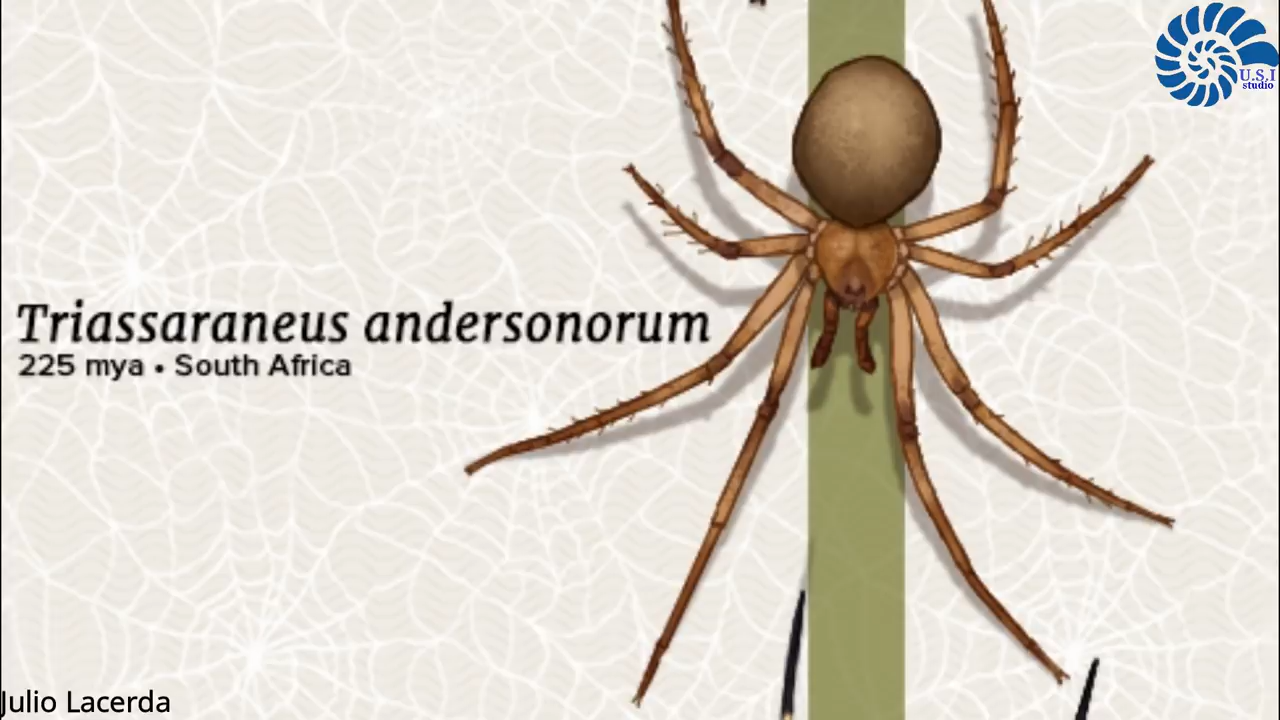 U.S.I
studio
Triassaraneus andersonorum
225 mya • South Africa
Julio Lacerda